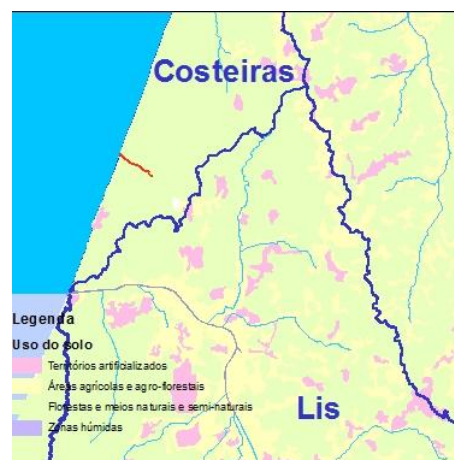 Costeiras
Legenda
Uso do solo
Territórios artificializados
Áreas agrícolas e agro-florestais
Florestas e meios naturais e semi-naturais
Lis
Zonas húmidas